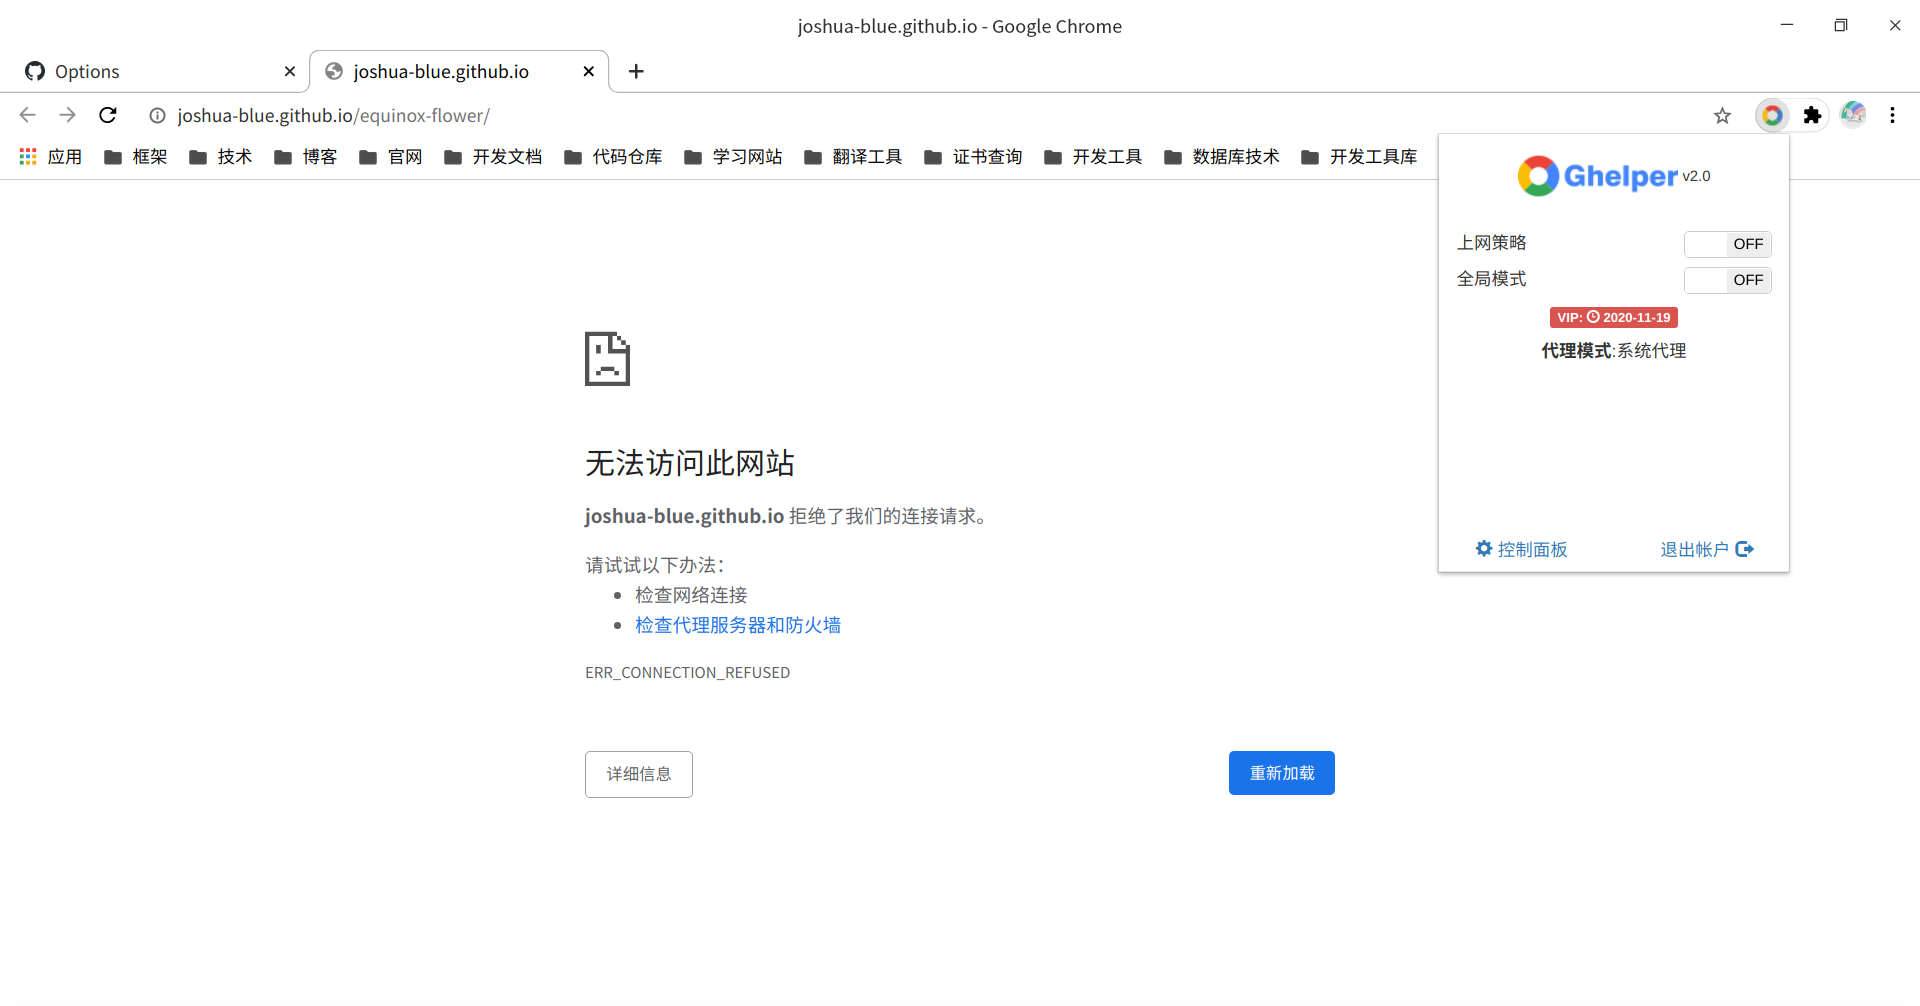 joshua-blue.github.io - Google Chrome
Options
joshua-blue.github.io
joshua-blue.github.io/equinox-flower/
应用 框架 技术 博客 官网 开发文档 代码仓库 学习网站 翻译工具 证书查询 开发工具 数据库技术 开发工具库
Ghelper v2.0
上网策略 OFF
全局模式 OFF
VIP: 2020-11-19
代理模式:系统代理
控制面板 退出帐户
无法访问此网站
joshua-blue.github.io 拒绝了我们的连接请求。
请试试以下办法：
检查网络连接
检查代理服务器和防火墙
ERR_CONNECTION_REFUSED
详细信息
重新加载